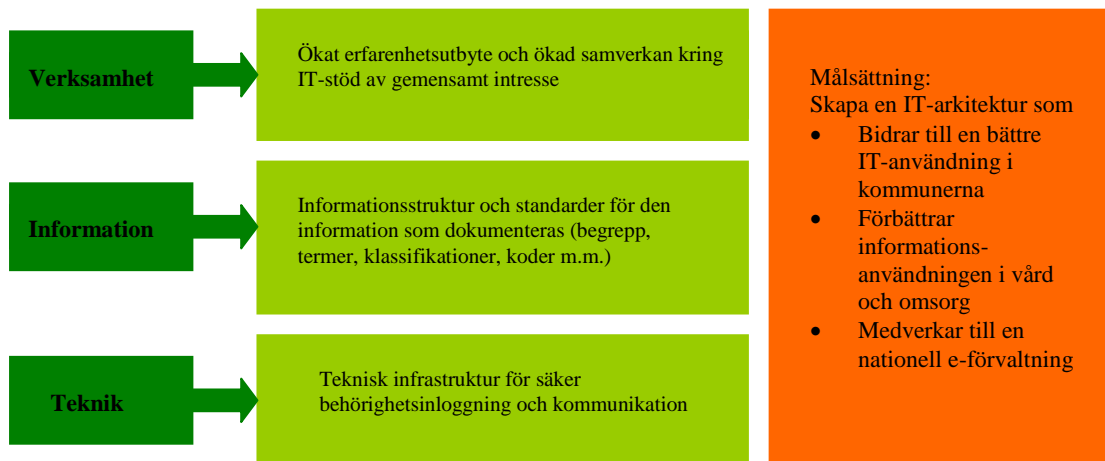 Verksamhet
Ökat erfarenhetsutbyte och ökad samverkan kring
IT-stöd av gemensamt intresse
Information
Informationsstruktur och standarder för den
information som dokumenteras (begrepp,
termer, klassifikationer, koder m.m.)
Teknik
Teknisk infrastruktur för säker
behörighetsinloggning och kommunikation
Målsättning:
Skapa en IT-arkitektur som
• Bidrar till en bättre
IT-användning i
kommunerna
• Förbättrar
informations-
användningen i vård
och omsorg
• Medverkar till en
nationell e-förvaltning